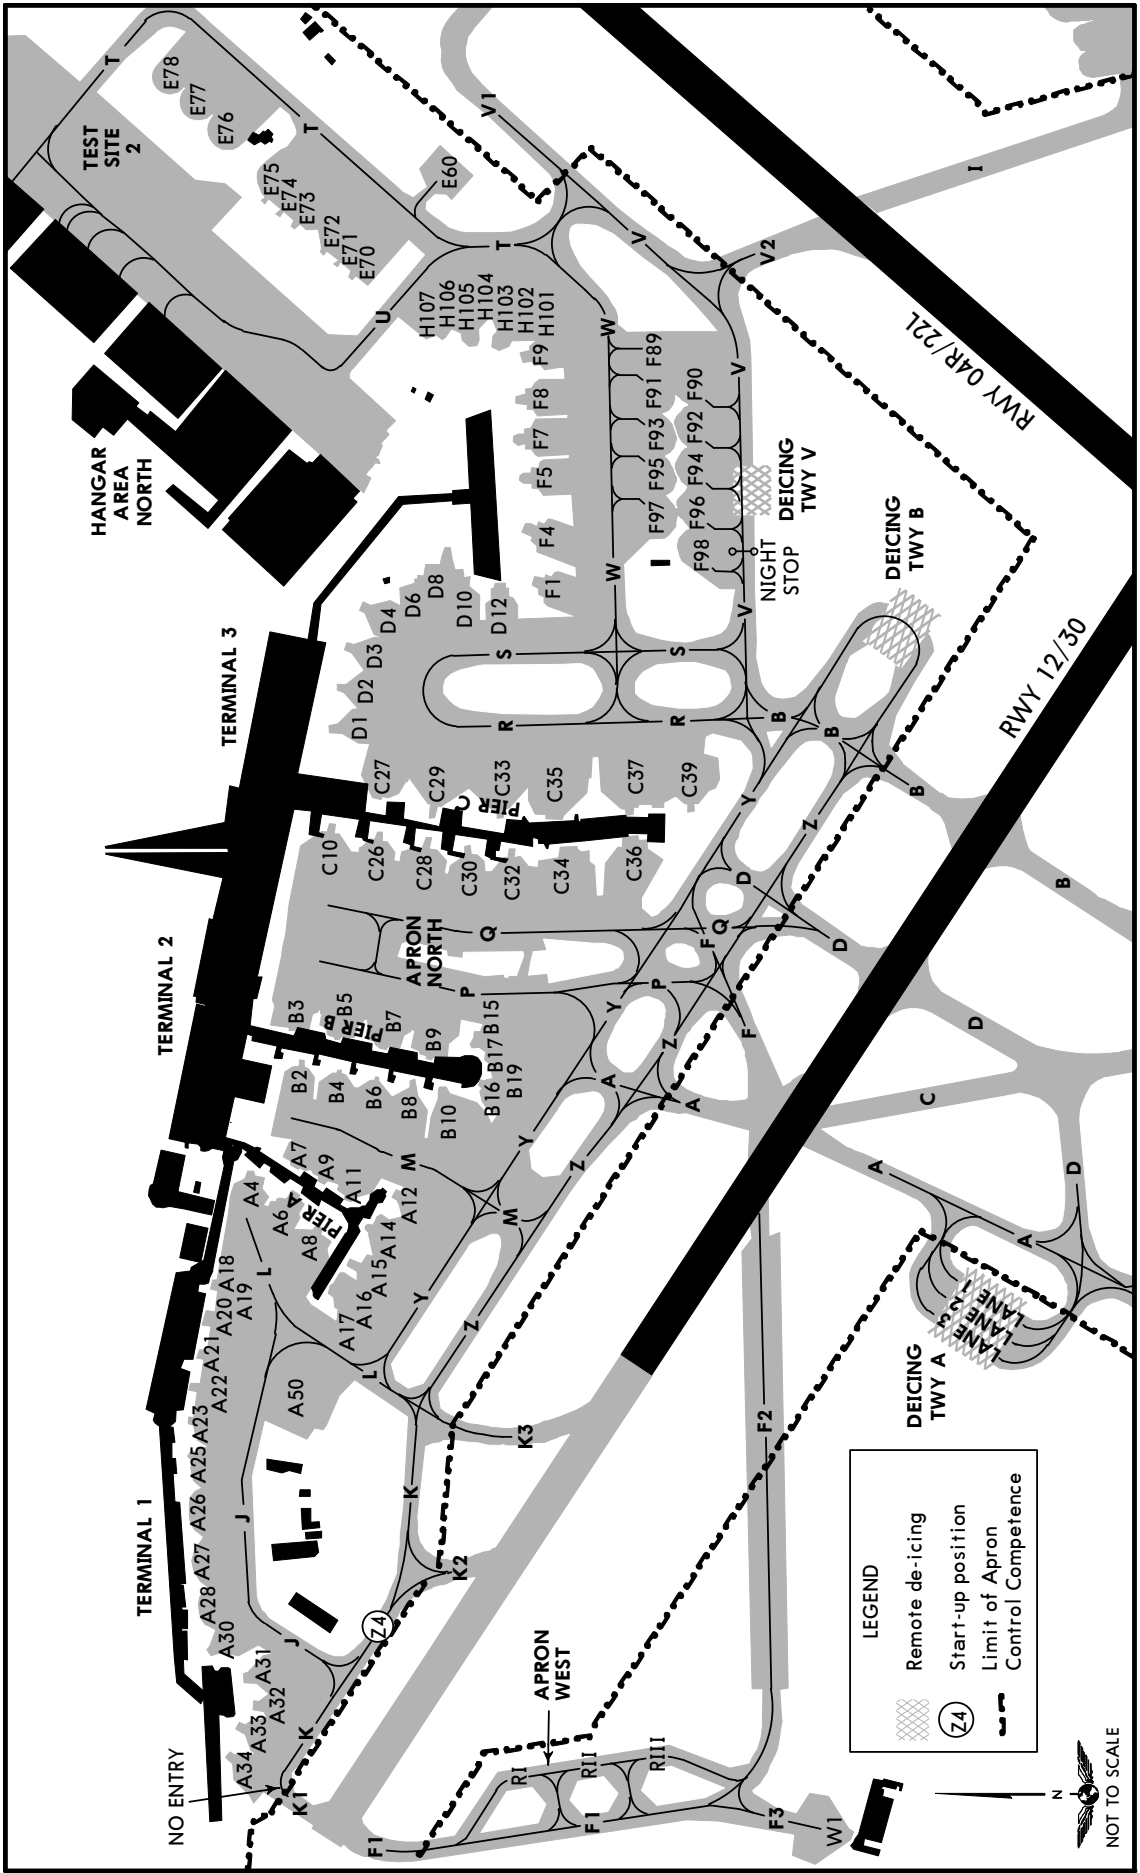 TEST
SITE
2
T
T
T
E78
E77
E76
E75
E74
E73
E72
E71
E70
E60
V1
I
V2
V
V
V
U
HANGAR
AREA
NORTH
H107
H106
H105
H104
H103
H102
H101
F9
F8
F7
F5
F4
F1
W
W
F89
F91
F93
F95
F97
F90
F92
F94
F96
F98
NIGHT
STOP
DEICING
TWY V
DEICING
TWY B
RWY 04R/22L
RWY 12/30
TERMINAL 3
D1
D2
D3
D4
D6
D8
D10
D12
S
S
R
R
B
B
B
B
C27
C29
C33
C35
C37
C39
PIER C
C10
C26
C28
C30
C32
C34
C36
Y
Z
D
D
D
D
Q
Q
F
F
TERMINAL 2
APRON
NORTH
P
P
B3
B5
B7
B9
B15
B17
B19
B16
PIER B
B2
B4
B6
B8
B10
Y
Z
A
A
A
A
C
M
M
Y
Z
A7
A9
A11
A12
A14
A15
A16
A17
PIER A
A4
A6
A8
L
L
Y
Z
A18
A19
A20
A21
A22
A23
A25
A26
A27
A28
A30
A31
A32
A33
A34
A50
TERMINAL 1
J
J
K
K
K1
K2
K3
Z4
NO ENTRY
LANE 1
LANE 2
LANE 3
DEICING
TWY A
F2
APRON
WEST
RI
RII
RIII
F1
F1
F3
W1
LEGEND
Remote de-icing
Z4
Start-up position
Limit of Apron
Control Competence
N
NOT TO SCALE